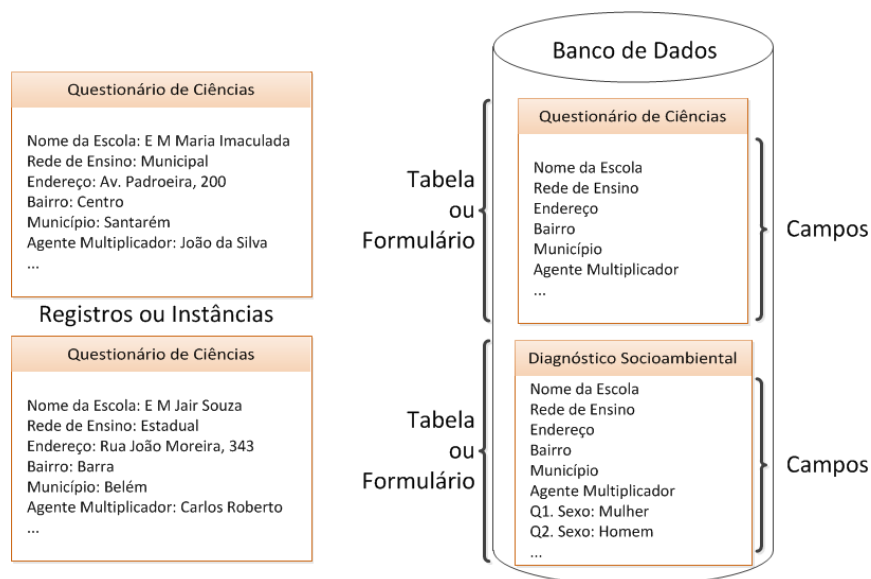 Questionário de Ciências
Nome da Escola: E M Maria Imaculada
Rede de Ensino: Municipal
Endereço: Av. Padroeira, 200
Bairro: Centro
Município: Santarém
Agente Multiplicador: João da Silva
...
Registros ou Instâncias
Questionário de Ciências
Nome da Escola: E M Jair Souza
Rede de Ensino: Estadual
Endereço: Rua João Moreira, 343
Bairro: Barra
Município: Belém
Agente Multiplicador: Carlos Roberto
...
Banco de Dados
Tabela
ou
Formulário
Questionário de Ciências
Nome da Escola
Rede de Ensino
Endereço
Bairro
Município
Agente Multiplicador
...
Campos
Tabela
ou
Formulário
Diagnóstico Socioambiental
Nome da Escola
Rede de Ensino
Endereço
Bairro
Município
Agente Multiplicador
Q1. Sexo: Mulher
Q2. Sexo: Homem
...
Campos